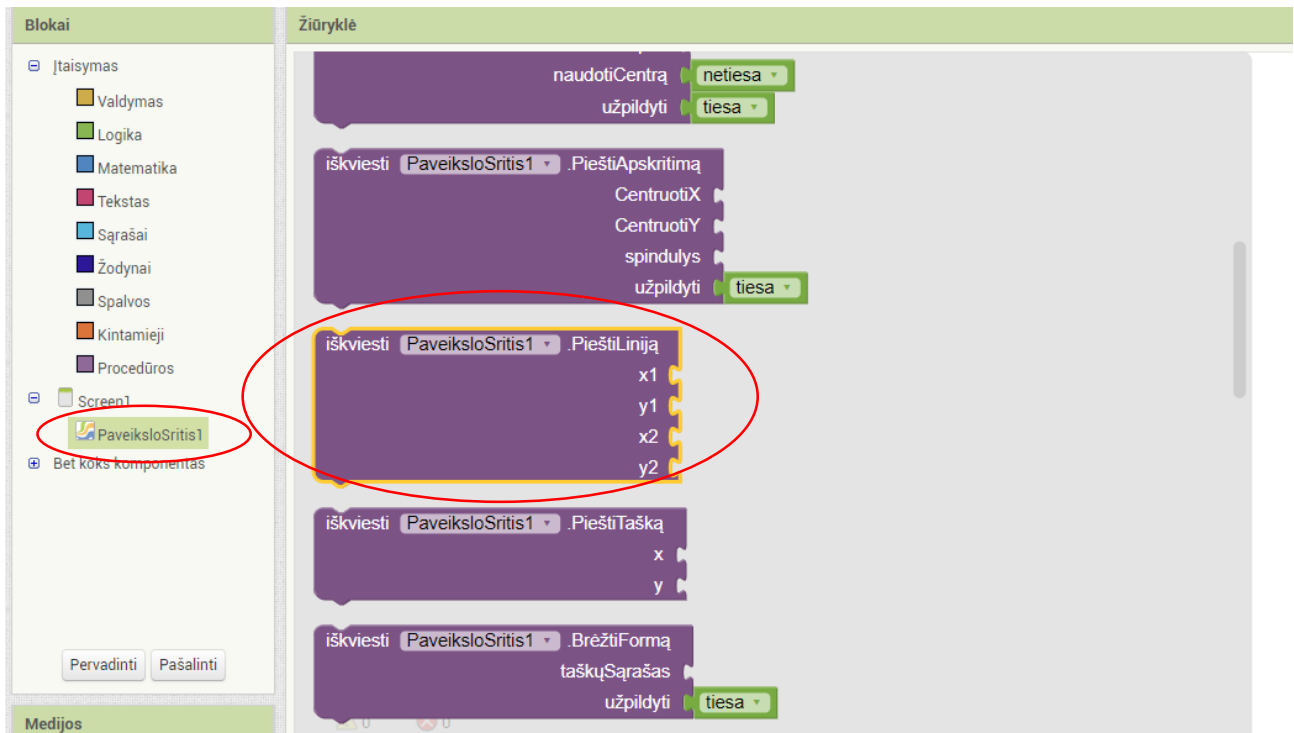 Blokai
Įtaisymas
Valdymas
Logika
Matematika
Tekstas
Sąrašai
Žodynai
Spalvos
Kintamieji
Procedūros
Screen1
PaveiksloSritis1
Bet koks komponentas
Pervadinti Pašalinti
Medijos
Žiūryklė
naudotiCentrą netiesa
užpildyti tiesa
iškviesti PaveiksloSritis1 .PieštiApskritimą
CentruotiX
CentruotiY
spindulys
užpildyti tiesa
iškviesti PaveiksloSritis1 .PieštiLiniją
x1
y1
x2
y2
iškviesti PaveiksloSritis1 .PieštiTašką
x
y
iškviesti PaveiksloSritis1 .BrėžtiFormą
taškųSąrašas
užpildyti tiesa
0 0